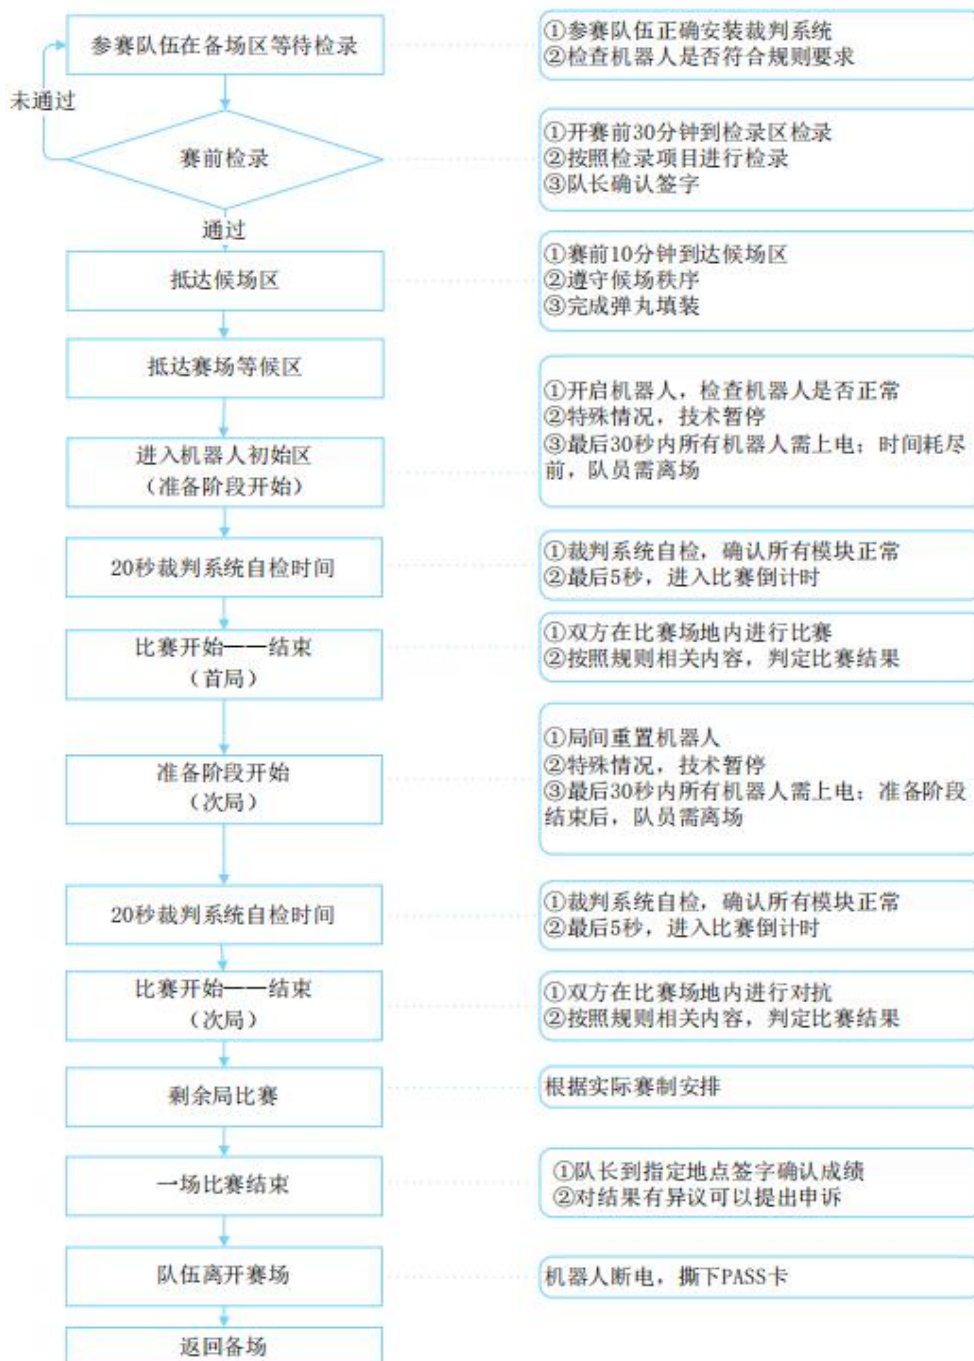 参赛队伍在备场区等待检录
①参赛队伍正确安装裁判系统
②检查机器人是否符合规则要求
未通过
赛前检录
①开赛前30分钟到检录区检录
②按照检录项目进行检录
③队长确认签字
通过
抵达候场区
①赛前10分钟到达候场区
②遵守候场秩序
③完成弹丸填装
抵达赛场等候区
进入机器人初始区
（准备阶段开始）
①开启机器人，检查机器人是否正常
②特殊情况，技术暂停
③最后30秒内所有机器人需上电；时间耗尽
前，队员需离场
20秒裁判系统自检时间
①裁判系统自检，确认所有模块正常
②最后5秒，进入比赛倒计时
比赛开始——结束
（首局）
①双方在比赛场地内进行比赛
②按照规则相关内容，判定比赛结果
准备阶段开始
（次局）
①局间重置机器人
②特殊情况，技术暂停
③最后30秒内所有机器人需上电；准备阶段
结束后，队员需离场
20秒裁判系统自检时间
①裁判系统自检，确认所有模块正常
②最后5秒，进入比赛倒计时
比赛开始——结束
（次局）
①双方在比赛场地内进行对抗
②按照规则相关内容，判定比赛结果
剩余局比赛
根据实际赛制安排
一场比赛结束
①队长到指定地点签字确认成绩
②对结果有异议可以提出申诉
队伍离开赛场
机器人断电，撕下PASS卡
返回备场